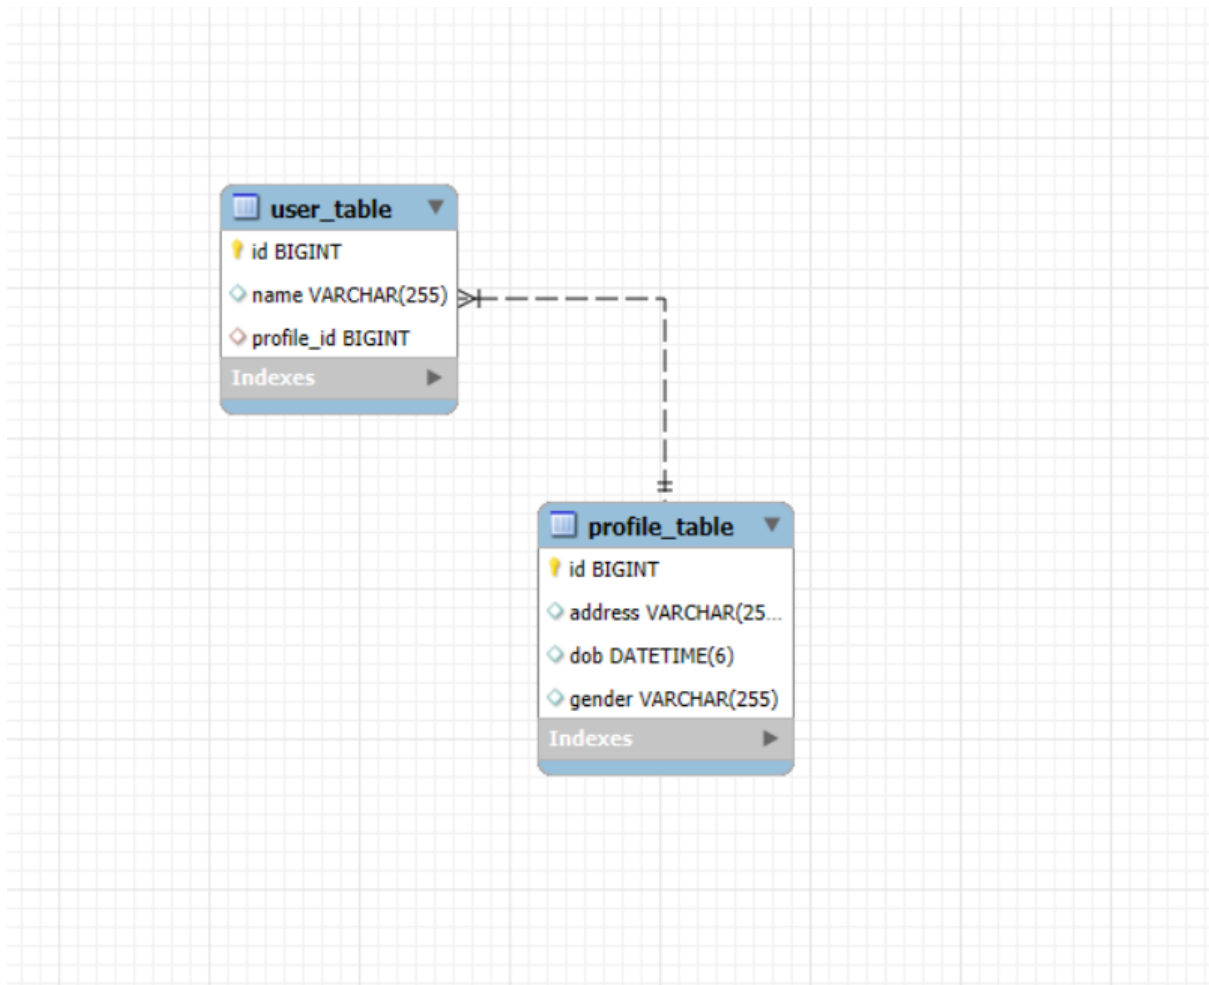 user_table
id BIGINT
name VARCHAR(255)
profile_id BIGINT
Indexes
profile_table
id BIGINT
address VARCHAR(25...
dob DATETIME(6)
gender VARCHAR(255)
Indexes